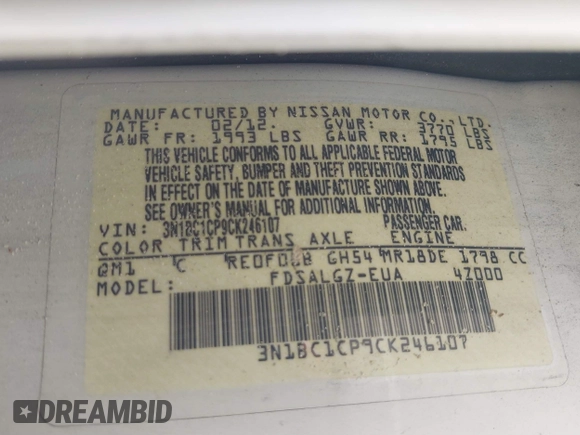 MANUFACTURED BY NISSAN MOTOR CO., LTD.
DATE: 02/12. GVWR: 3770 LBS
GAWR FR: 1993 LBS GAWR RR: 1795 LBS
THIS VEHICLE CONFORMS TO ALL APPLICABLE FEDERAL MOTOR
VEHICLE SAFETY, BUMPER AND THEFT PREVENTION STANDARDS
IN EFFECT ON THE DATE OF MANUFACTURE SHOWN ABOVE.
SEE OWNER'S MANUAL FOR ADDITIONAL INFORMATION.
VIN: 3N1BC1CP9CK246107 PASSENGER CAR.
COLOR TRIM TRANS AXLE ENGINE
QM1 C RE0F08B GH54 MR18DE 1798 CC
MODEL: FDSALGZ-EUA 4Z000
3N1BC1CP9CK246107
DREAMBID